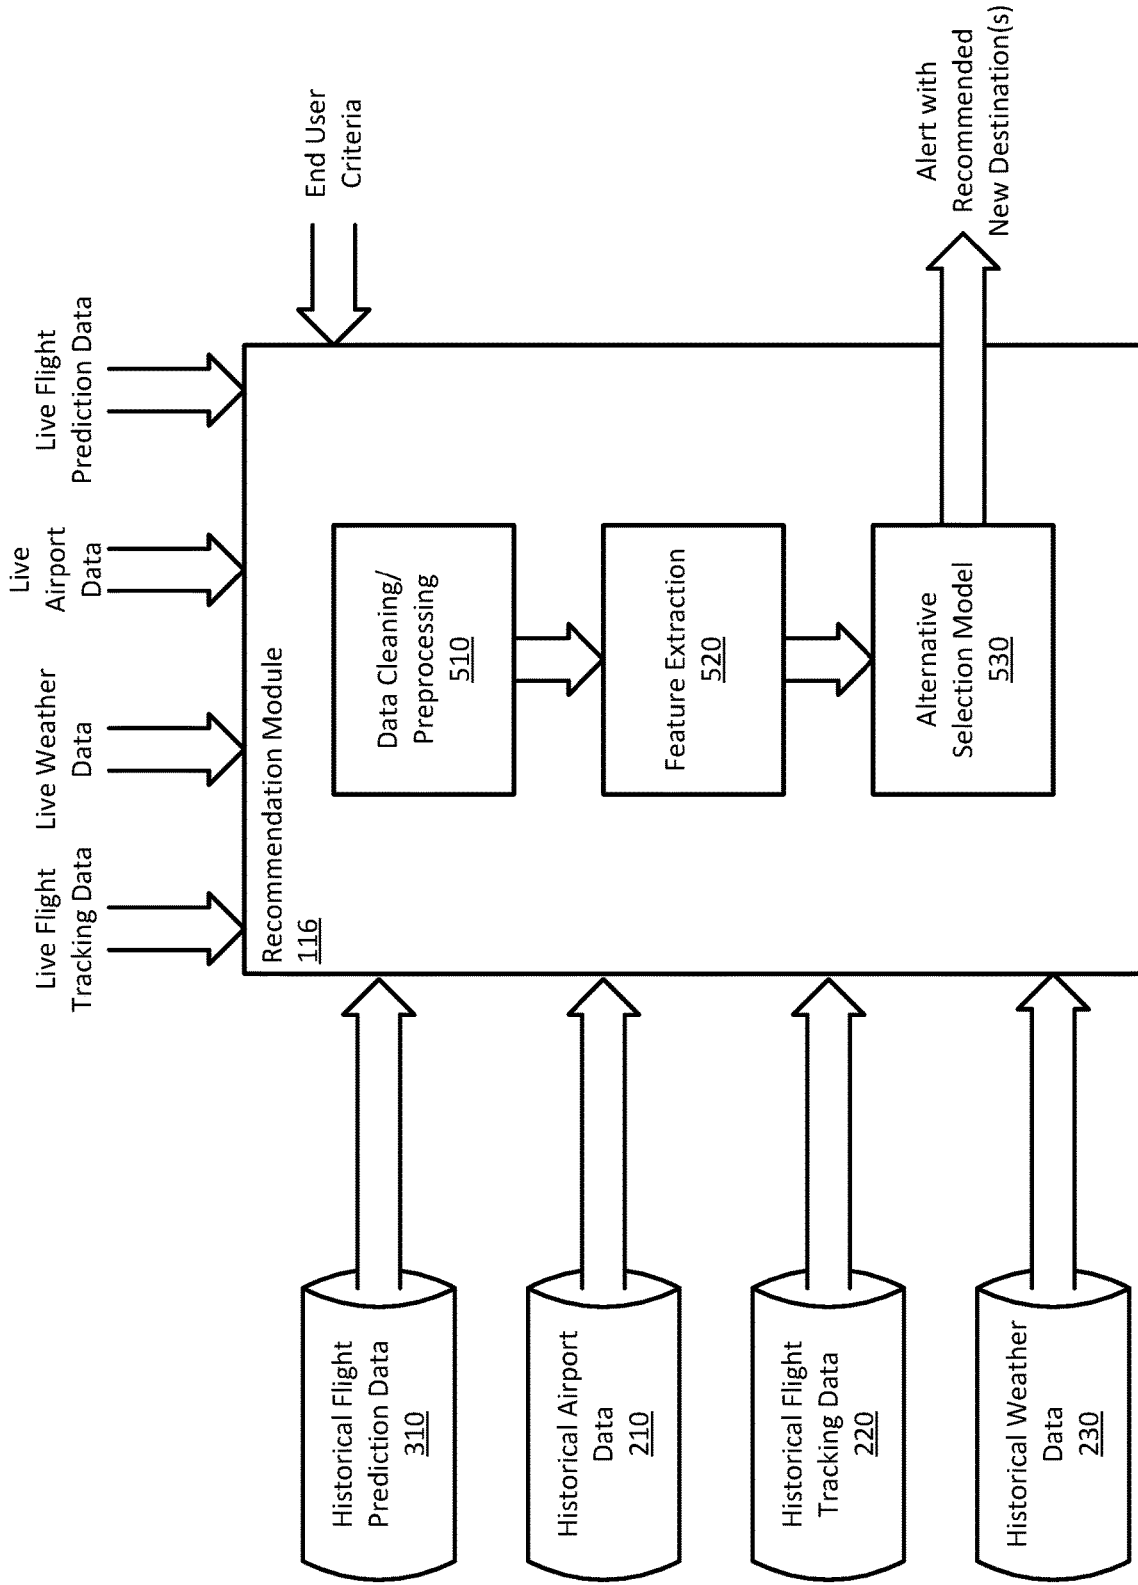 Live Flight
Tracking Data
Live Weather
Data
Live
Airport
Data
Live Flight
Prediction Data
End User
Criteria
Recommendation Module
116
Data Cleaning/
Preprocessing
510
Feature Extraction
520
Alternative
Selection Model
530
Alert with
Recommended
New Destination(s)
Historical Flight
Prediction Data
310
Historical Airport
Data
210
Historical Flight
Tracking Data
220
Historical Weather
Data
230